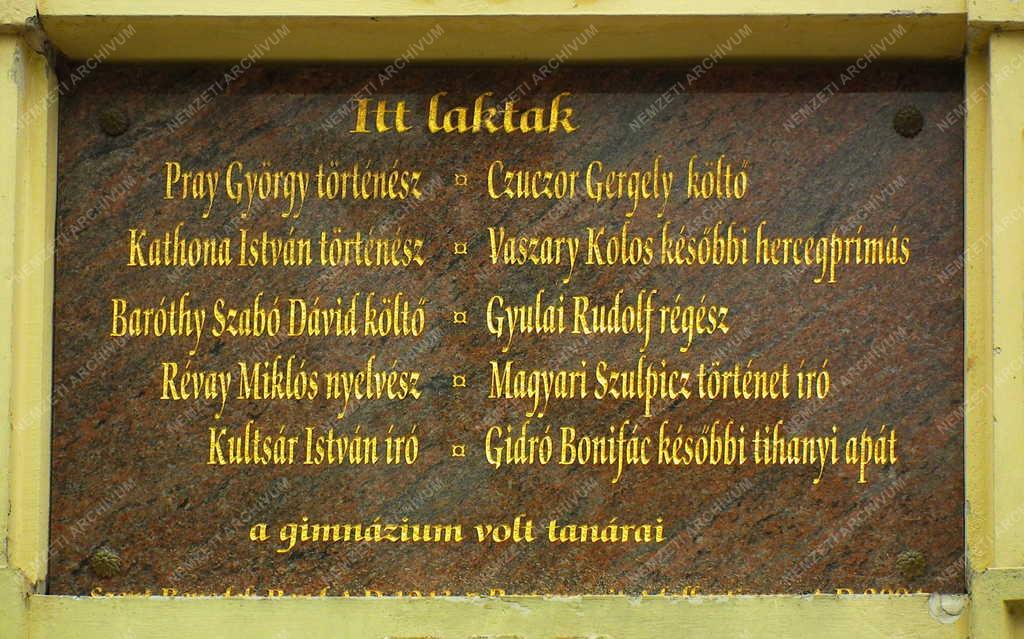 Itt laktak
Pray György történész ¤ Czuczor Gergely költő
Kathona István történész ¤ Vaszary Kolos későbbi hercegprímás
Baróthy Szabó Dávid költő ¤ Gyulai Rudolf régész
Révay Miklós nyelvész ¤ Magyari Szulpicz történet író
Kultsár István író ¤ Gidró Bonifác későbbi tihanyi apát
a gimnázium volt tanárai
NEMZETI ARCHÍVUM